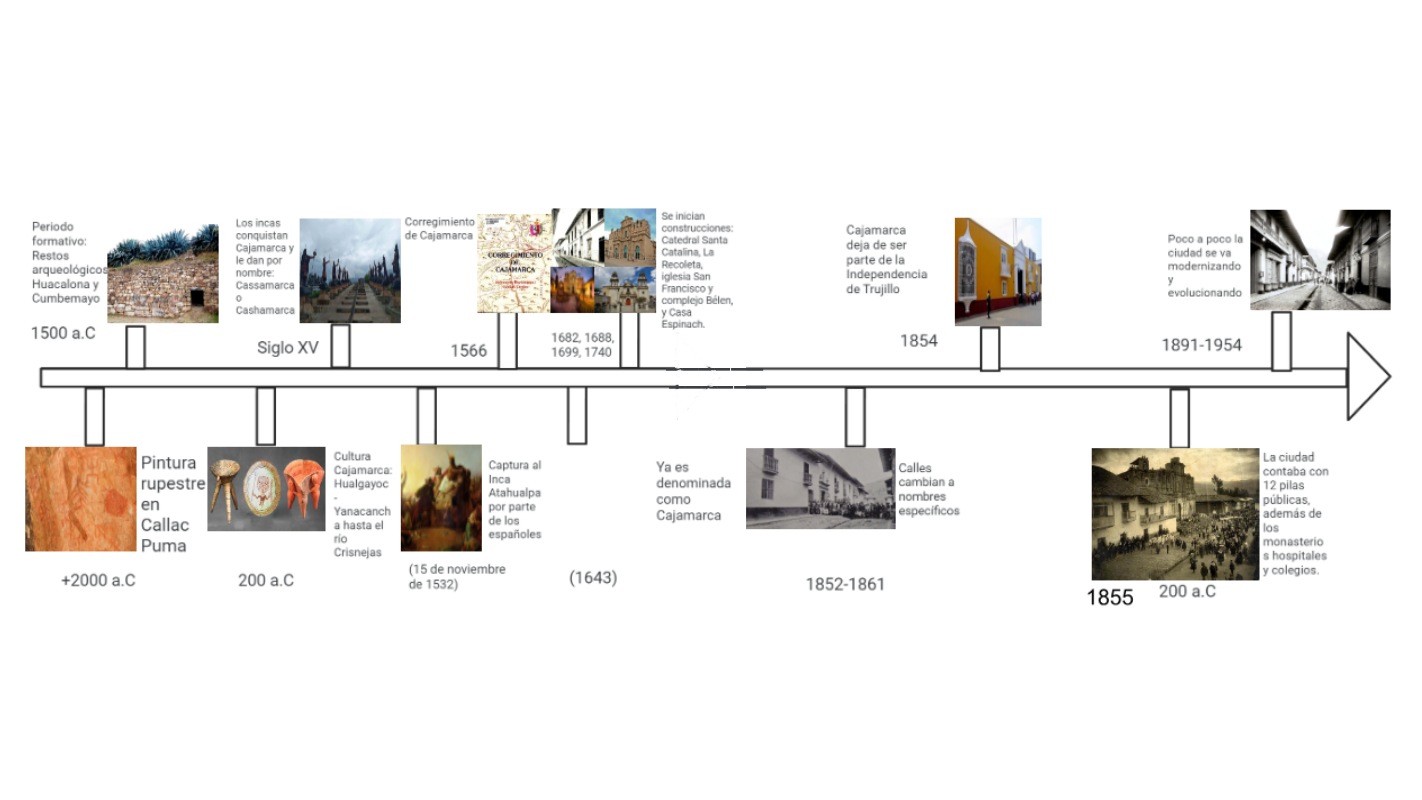 Periodo
formativo:
Restos
arqueológicos
Huacalona y
Cumbemayo
1500 a.C
Los incas
conquistan
Cajamarca y
le dan por
nombre:
Cassamarca
o
Cashamarca
Siglo XV
Corregimiento
de Cajamarca
CORREGIMIENTO
DE
CAJAMARCA
1566
Se inician
construcciones:
Catedral Santa
Catalina, La
Recoleta,
iglesia San
Francisco y
complejo Bélen,
y Casa
Espinach.
1682, 1688,
1699, 1740
Cajamarca
deja de ser
parte de la
Independencia
de Trujillo
1854
Poco a poco la
ciudad se va
modernizando
y
evolucionando
1891-1954
Pintura
rupestre
en
Callac
Puma
+2000 a.C
Cultura
Cajamarca:
Hualgayoc
-
Yanacanch
a hasta el
río
Crisnejas
200 a.C
Captura al
Inca
Atahualpa
por parte
de los
españoles
(15 de noviembre
de 1532)
Ya es
denominada
como
Cajamarca
(1643)
Calles
cambian a
nombres
específicos
1852-1861
La ciudad
contaba con
12 pilas
públicas,
además de
los
monasterio
s hospitales
y colegios.
1855
200 a.C